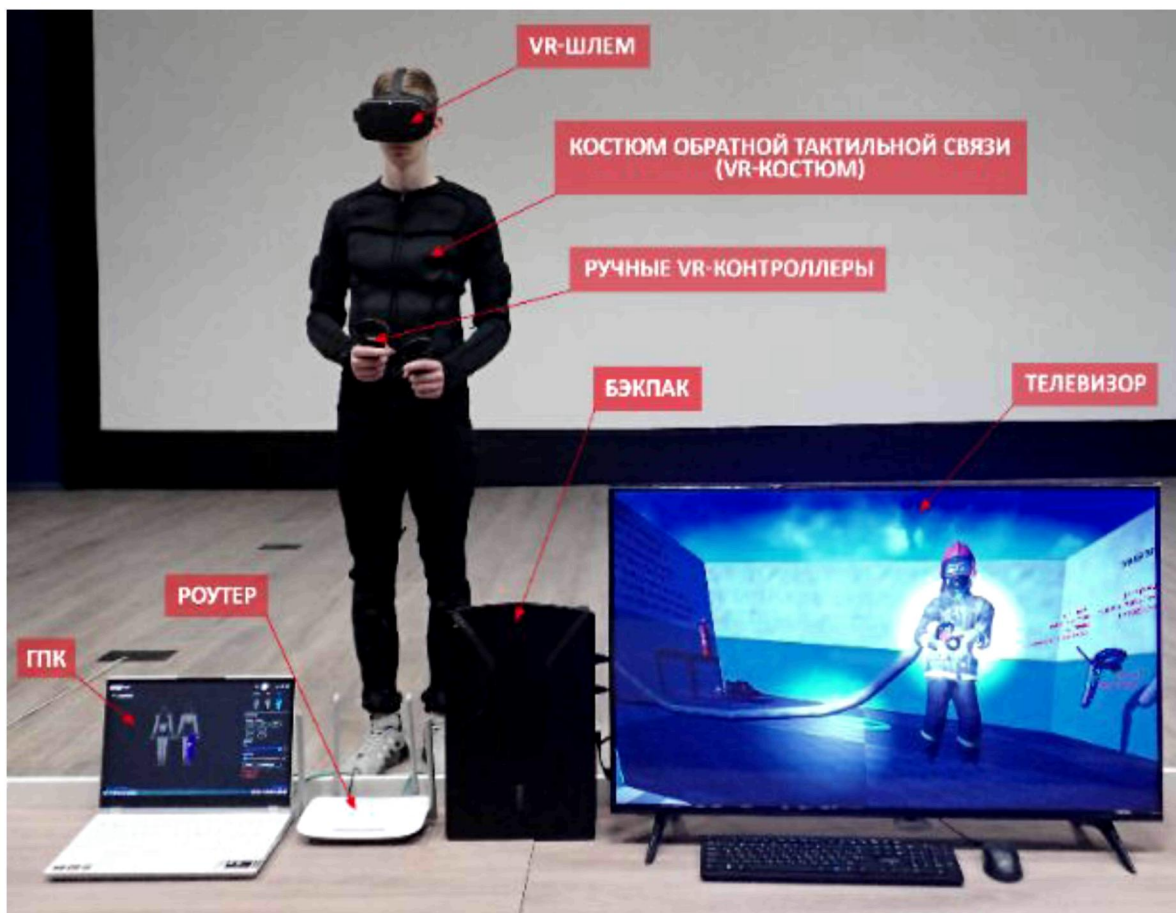 VR-ШЛЕМ
КОСТЮМ ОБРАТНОЙ ТАКТИЛЬНОЙ СВЯЗИ
(VR-КОСТЮМ)
РУЧНЫЕ VR-КОНТРОЛЛЕРЫ
БЭКПАК
ТЕЛЕВИЗОР
РОУТЕР
ГПК